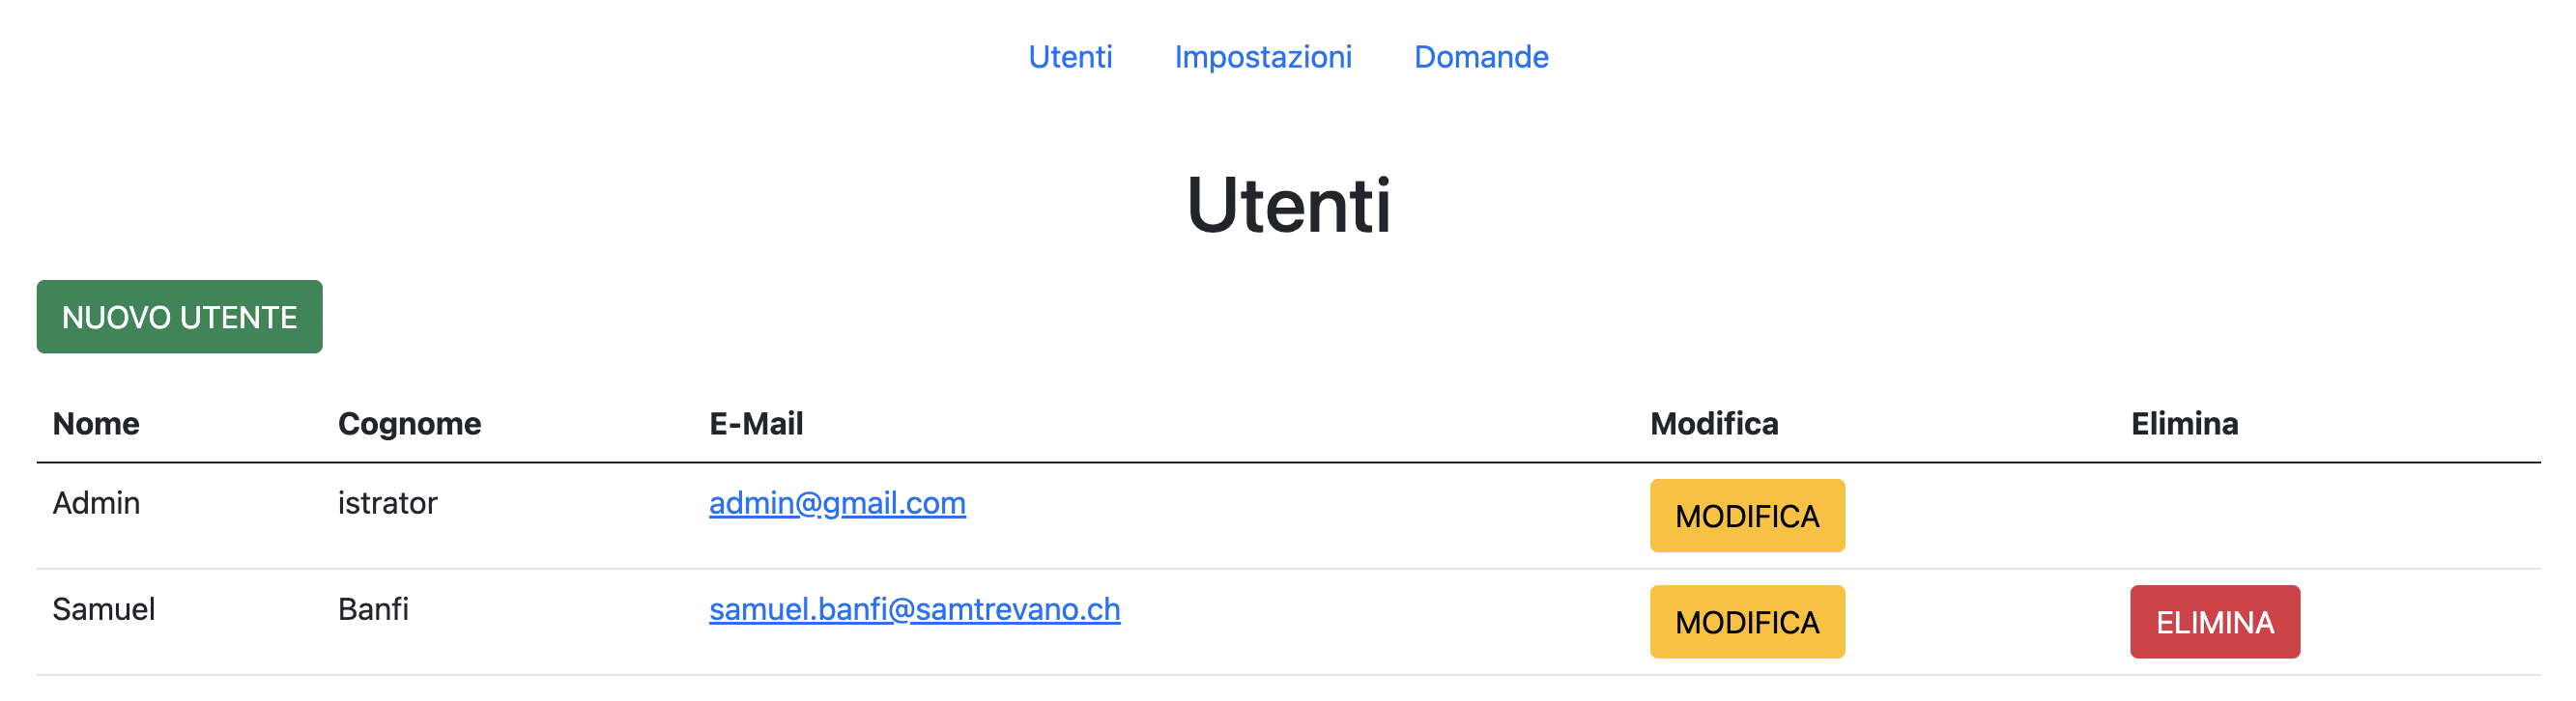 Utenti Impostazioni Domande
Utenti
NUOVO UTENTE
Nome Cognome E-Mail Modifica Elimina
Admin istrator admin@gmail.com MODIFICA
Samuel Banfi samuel.banfi@samtrevano.ch MODIFICA ELIMINA